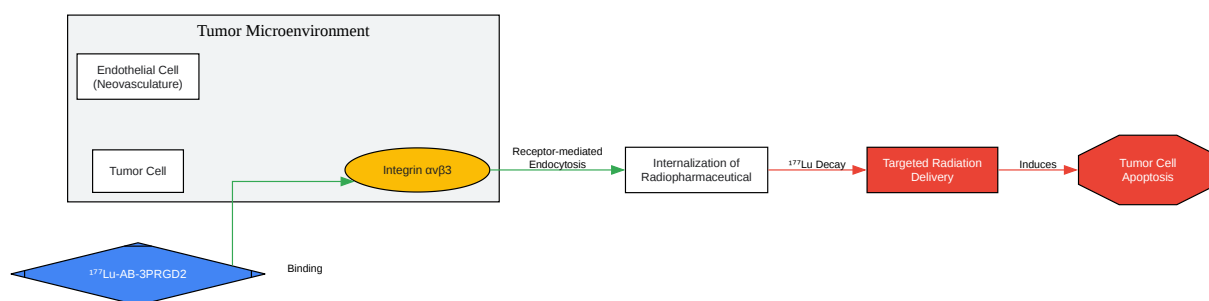 Tumor Microenvironment
Endothelial Cell
(Neovasculature)
Tumor Cell
Integrin αvβ3
Receptor-mediated
Endocytosis
Internalization of
Radiopharmaceutical
¹⁷⁷Lu Decay
Targeted Radiation
Delivery
Induces
Tumor Cell
Apoptosis
¹⁷⁷Lu-AB-3PRGD2
Binding